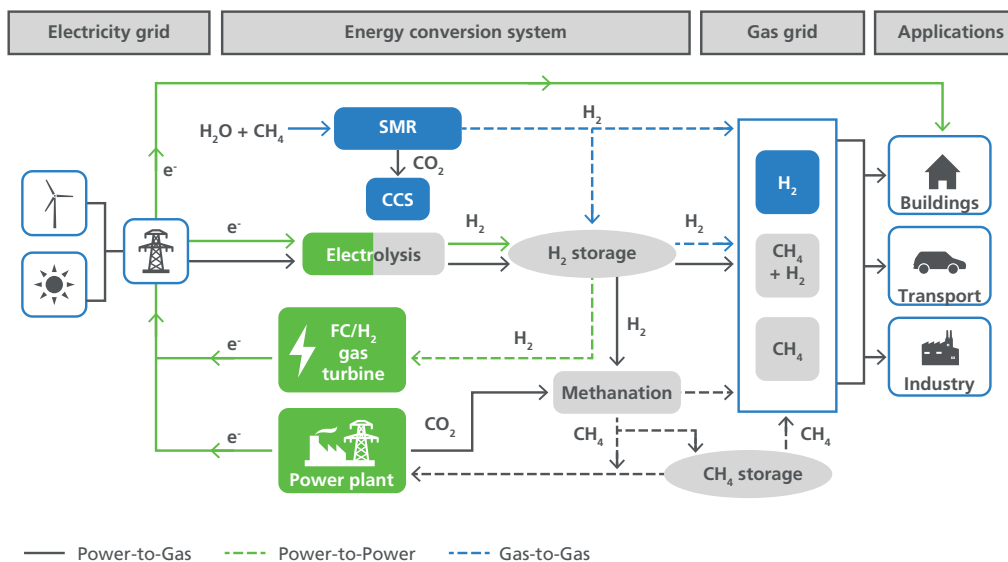 Electricity grid
Energy conversion system
Gas grid
Applications
H₂O + CH₄
SMR
H₂
e⁻
CO₂
CCS
H₂
Buildings
e⁻
Electrolysis
H₂
H₂ storage
H₂
CH₄
+ H₂
Transport
e⁻
FC/H₂
gas
turbine
H₂
H₂
CH₄
Methanation
Industry
e⁻
CO₂
Power plant
CH₄
CH₄ storage
CH₄
Power-to-Gas
Power-to-Power
Gas-to-Gas